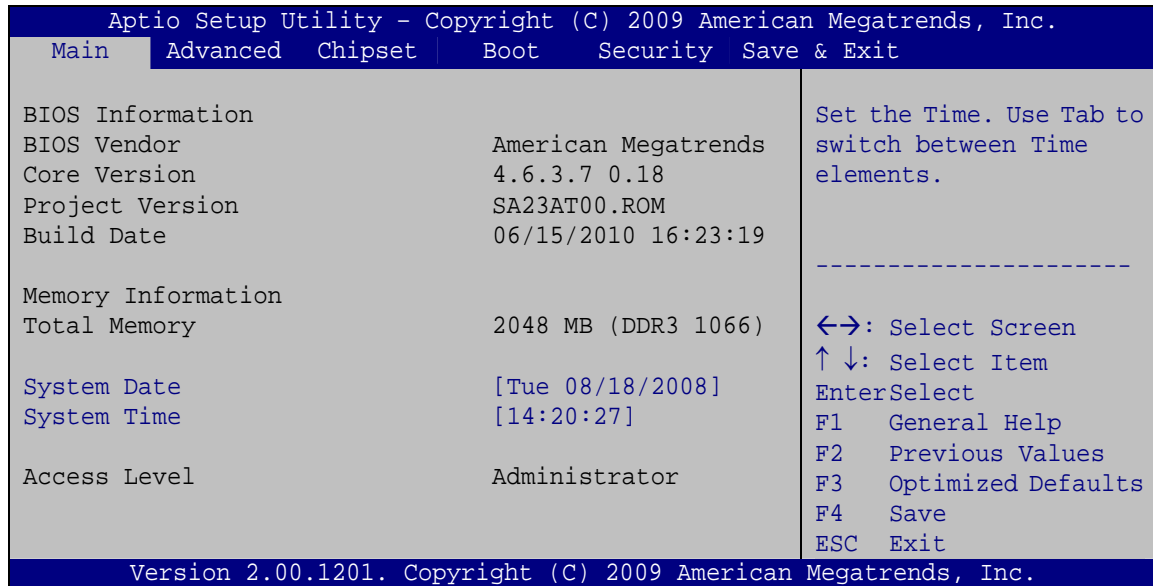 Aptio Setup Utility – Copyright (C) 2009 American Megatrends, Inc.
Main Advanced Chipset Boot Security Save & Exit
BIOS Information
BIOS Vendor American Megatrends
Core Version 4.6.3.7 0.18
Project Version SA23AT00.ROM
Build Date 06/15/2010 16:23:19
Memory Information
Total Memory 2048 MB (DDR3 1066)
System Date [Tue 08/18/2008]
System Time [14:20:27]
Access Level Administrator
Set the Time. Use Tab to
switch between Time
elements.
----------------------
←→: Select Screen
↑ ↓: Select Item
EnterSelect
F1 General Help
F2 Previous Values
F3 Optimized Defaults
F4 Save
ESC Exit
Version 2.00.1201. Copyright (C) 2009 American Megatrends, Inc.